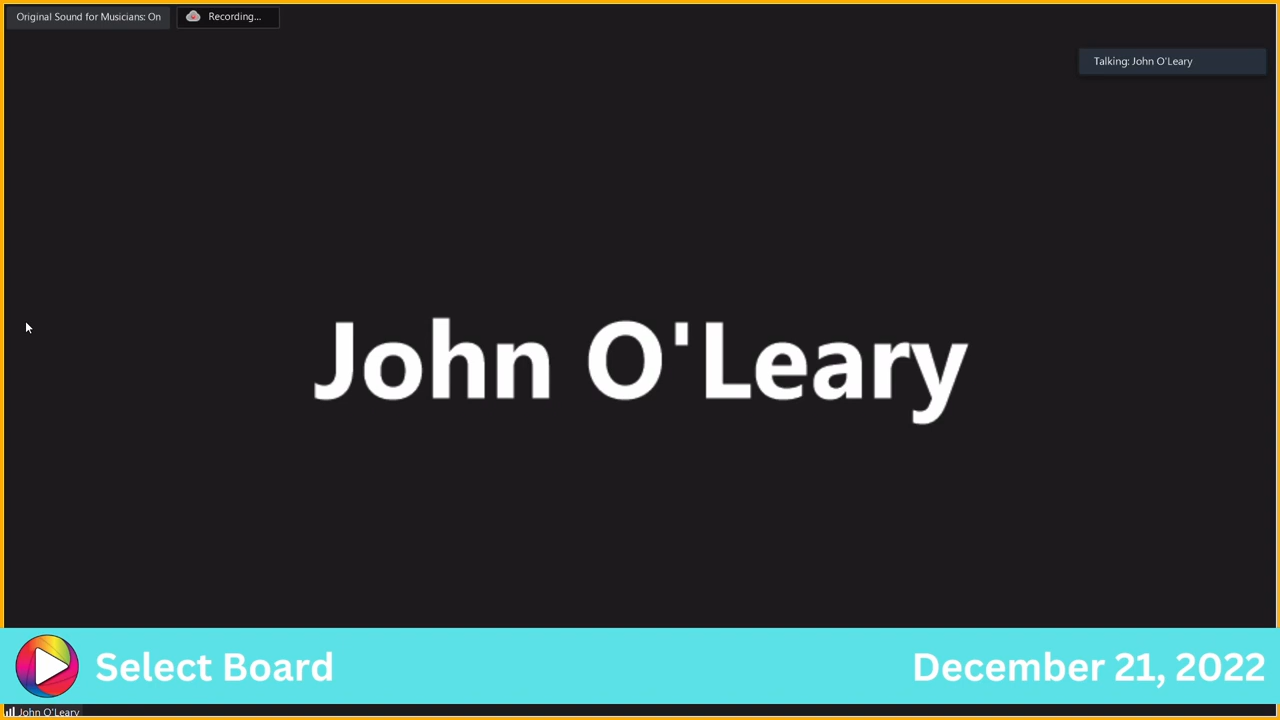 Original Sound for Musicians: On
Recording...
Talking: John O'Leary
John O'Leary
Select Board
December 21, 2022
John O'Leary